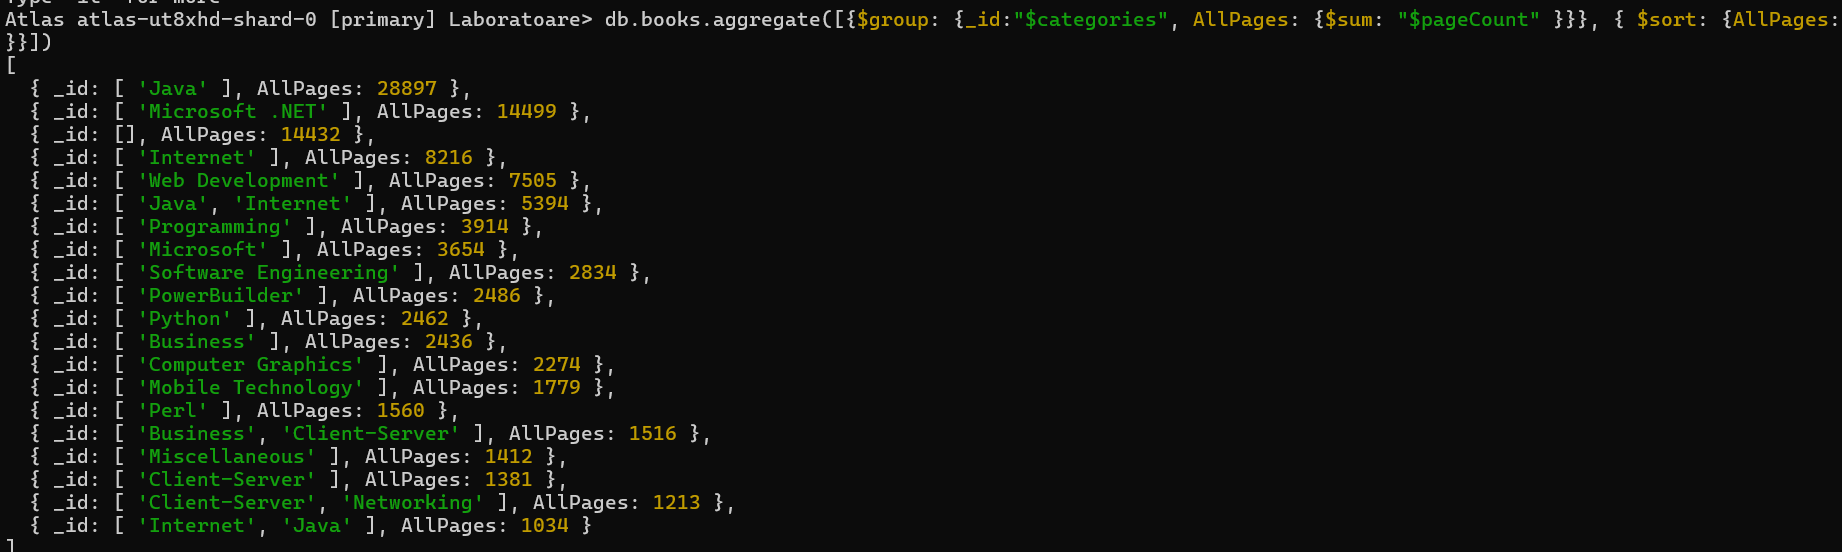 Type "it" for more
Atlas atlas-ut8xhd-shard-0 [primary] Laboratoare> db.books.aggregate([{$group: {_id:"$categories", AllPages: {$sum: "$pageCount" }}}, { $sort: {AllPages:
}}])
[
  { _id: [ 'Java' ], AllPages: 28897 },
  { _id: [ 'Microsoft .NET' ], AllPages: 14499 },
  { _id: [], AllPages: 14432 },
  { _id: [ 'Internet' ], AllPages: 8216 },
  { _id: [ 'Web Development' ], AllPages: 7505 },
  { _id: [ 'Java', 'Internet' ], AllPages: 5394 },
  { _id: [ 'Programming' ], AllPages: 3914 },
  { _id: [ 'Microsoft' ], AllPages: 3654 },
  { _id: [ 'Software Engineering' ], AllPages: 2834 },
  { _id: [ 'PowerBuilder' ], AllPages: 2486 },
  { _id: [ 'Python' ], AllPages: 2462 },
  { _id: [ 'Business' ], AllPages: 2436 },
  { _id: [ 'Computer Graphics' ], AllPages: 2274 },
  { _id: [ 'Mobile Technology' ], AllPages: 1779 },
  { _id: [ 'Perl' ], AllPages: 1560 },
  { _id: [ 'Business', 'Client-Server' ], AllPages: 1516 },
  { _id: [ 'Miscellaneous' ], AllPages: 1412 },
  { _id: [ 'Client-Server' ], AllPages: 1381 },
  { _id: [ 'Client-Server', 'Networking' ], AllPages: 1213 },
  { _id: [ 'Internet', 'Java' ], AllPages: 1034 }
]